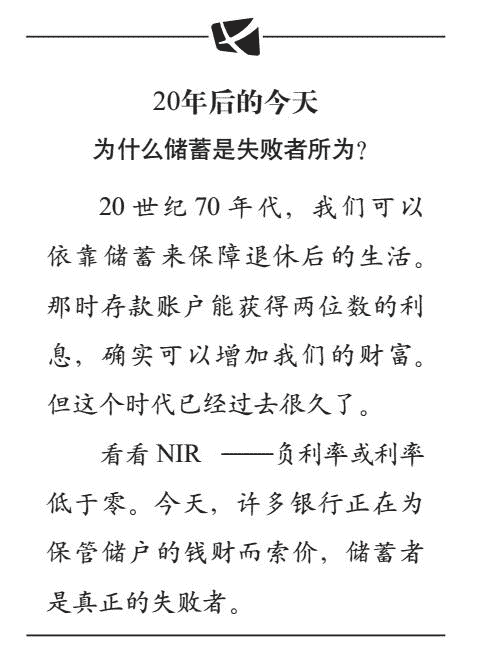 20年后的今天
为什么储蓄是失败者所为?
20 世纪 70 年代，我们可以
依靠储蓄来保障退休后的生活。
那时存款账户能获得两位数的利
息，确实可以增加我们的财富。
但这个时代已经过去很久了。
看看 NIR ——负利率或利率
低于零。今天，许多银行正在为
保管储户的钱财而索价，储蓄者
是真正的失败者。